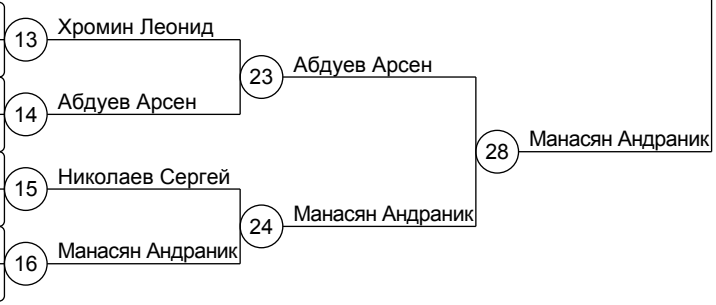 13 Хромин Леонид
23 Абдуев Арсен
14 Абдуев Арсен
28 Манасян Андраник
15 Николаев Сергей
24 Манасян Андраник
16 Манасян Андраник